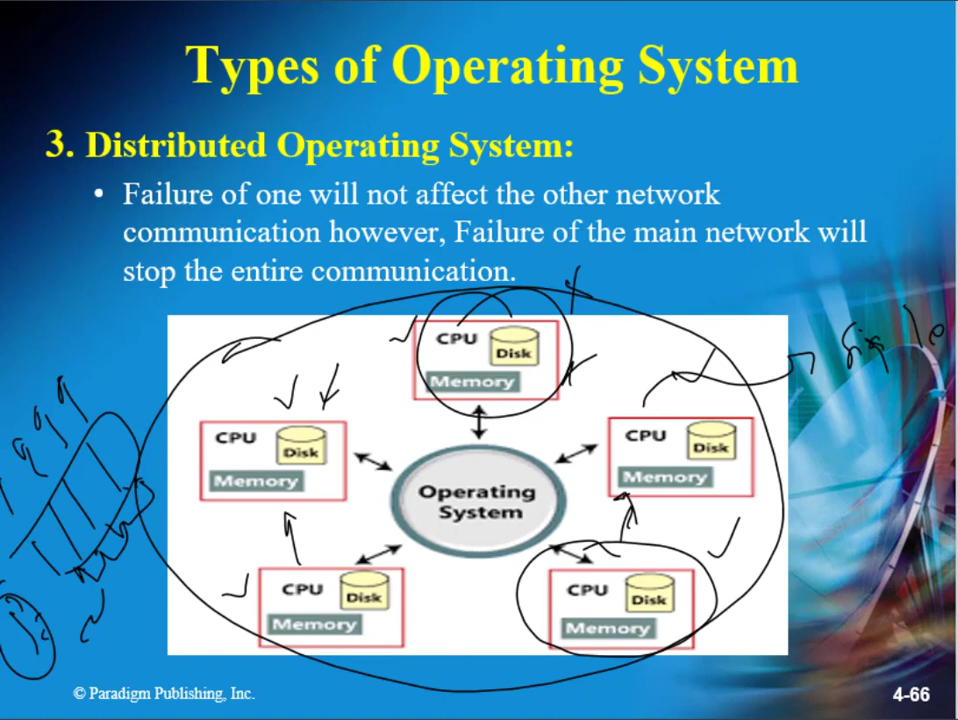 Types of Operating System
3. Distributed Operating System:
• Failure of one will not affect the other network
communication however, Failure of the main network will
stop the entire communication.
CPU
Disk
Memory
CPU
Disk
Memory
CPU
Disk
Memory
Operating
System
CPU
Disk
Memory
CPU
Disk
Memory
© Paradigm Publishing, Inc.
4-66